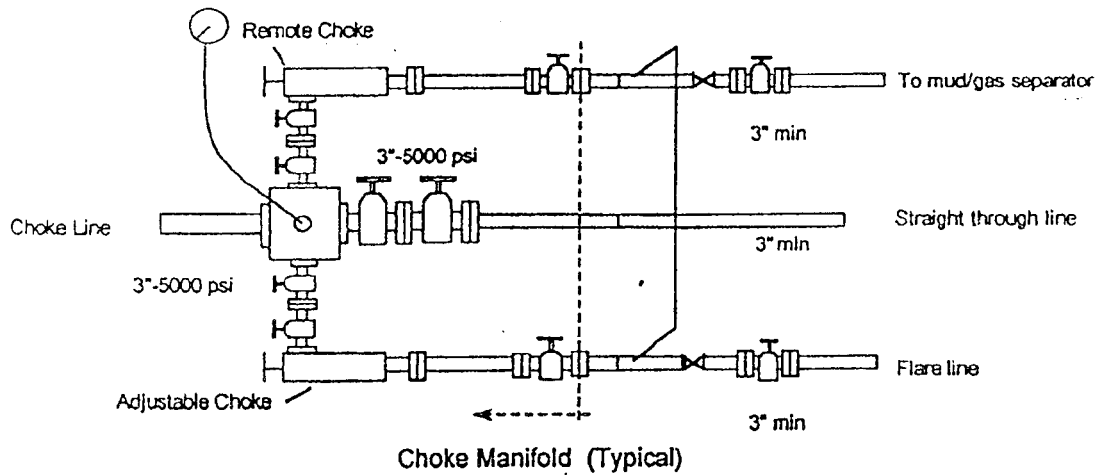 Remote Choke
To mud/gas separator
3" min
3"-5000 psi
Choke Line
Straight through line
3" min
3"-5000 psi
Flare line
Adjustable Choke
3" min
Choke Manifold (Typical)